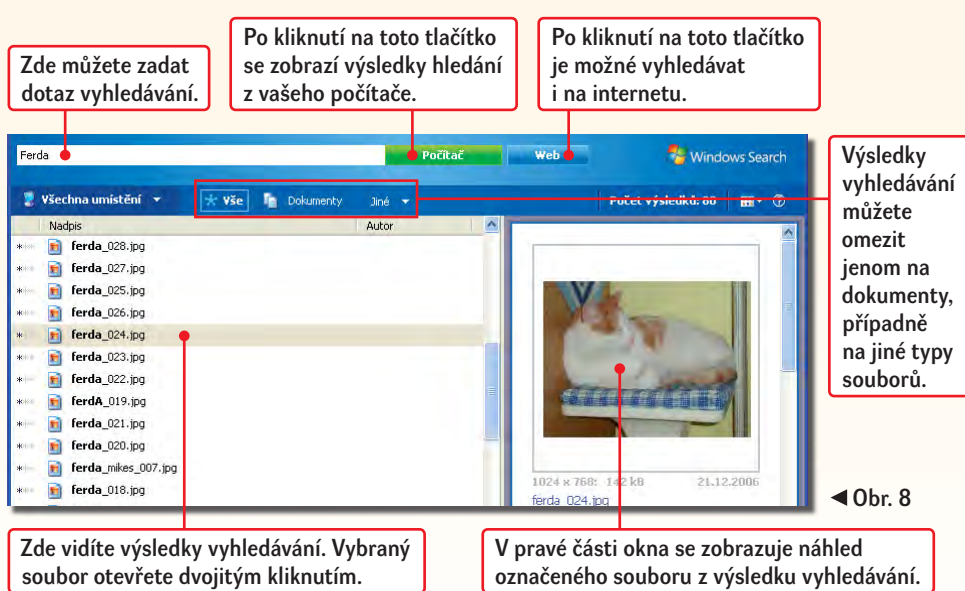 Zde můžete zadat
dotaz vyhledávání.
Po kliknutí na toto tlačítko
se zobrazí výsledky hledání
z vašeho počítače.
Po kliknutí na toto tlačítko
je možné vyhledávat
i na internetu.
Ferda
Počítač
Web
Windows Search
Všechna umístění
Vše
Dokumenty
Jiné
Počet výsledků: 60
Nadpis
Autor
ferda_028.jpg
ferda_027.jpg
ferda_025.jpg
ferda_026.jpg
ferda_024.jpg
ferda_023.jpg
ferda_022.jpg
ferdA_019.jpg
ferda_021.jpg
ferda_020.jpg
ferda_mikes_007.jpg
ferda_018.jpg
1024 x 768: 142 kB
21.12.2006
ferda_024.jpg
Výsledky
vyhledávání
můžete
omezit
jenom na
dokumenty,
případně
na jiné typy
souborů.
◄Obr. 8
Zde vidíte výsledky vyhledávání. Vybraný
soubor otevřete dvojitým kliknutím.
V pravé části okna se zobrazuje náhled
označeného souboru z výsledku vyhledávání.